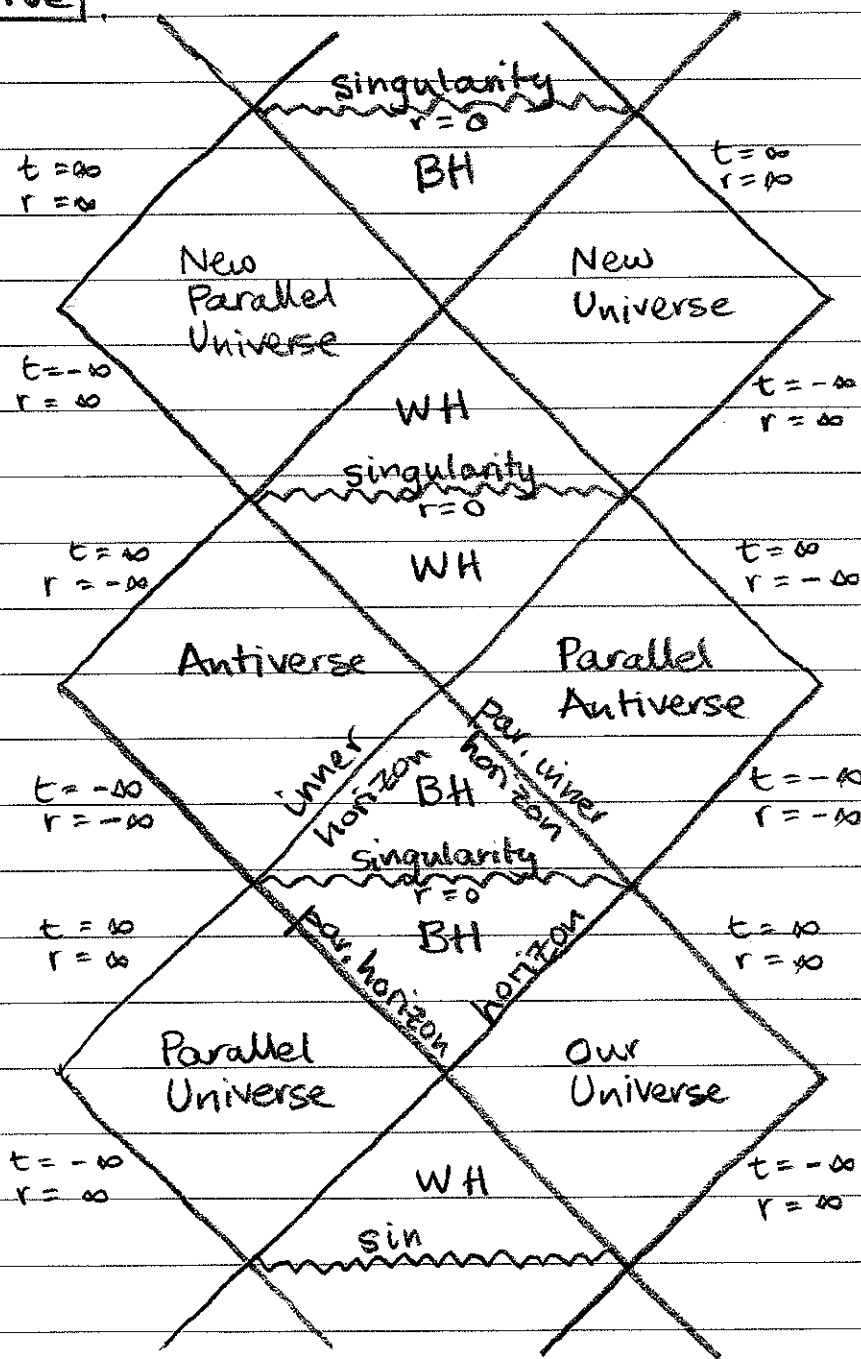 singularity
r = 0
BH
t = ∞
r = ∞
t = ∞
r = ∞
New
Parallel
Universe
New
Universe
t = -∞
r = ∞
t = -∞
r = ∞
WH
singularity
r = 0
WH
t = ∞
r = -∞
t = ∞
r = -∞
Antiverse
Parallel
Antiverse
inner
horizon
par. inner
horizon
BH
t = -∞
r = -∞
t = -∞
r = -∞
singularity
r = 0
BH
t = ∞
r = ∞
t = ∞
r = ∞
par. horizon
horizon
Parallel
Universe
Our
Universe
t = -∞
r = ∞
t = -∞
r = ∞
WH
sin